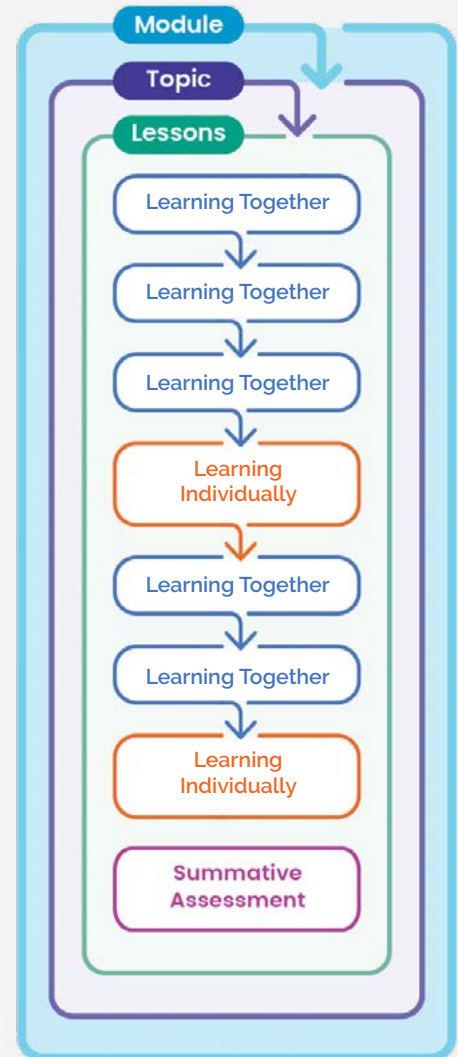 Module
Topic
Lessons
Learning Together
Learning Together
Learning Together
Learning
Individually
Learning Together
Learning Together
Learning
Individually
Summative
Assessment